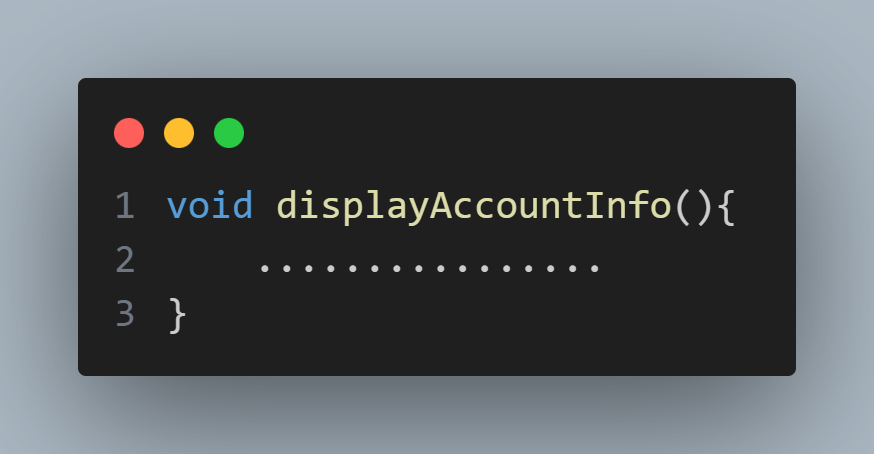 1 void displayAccountInfo(){
2     ................
3 }